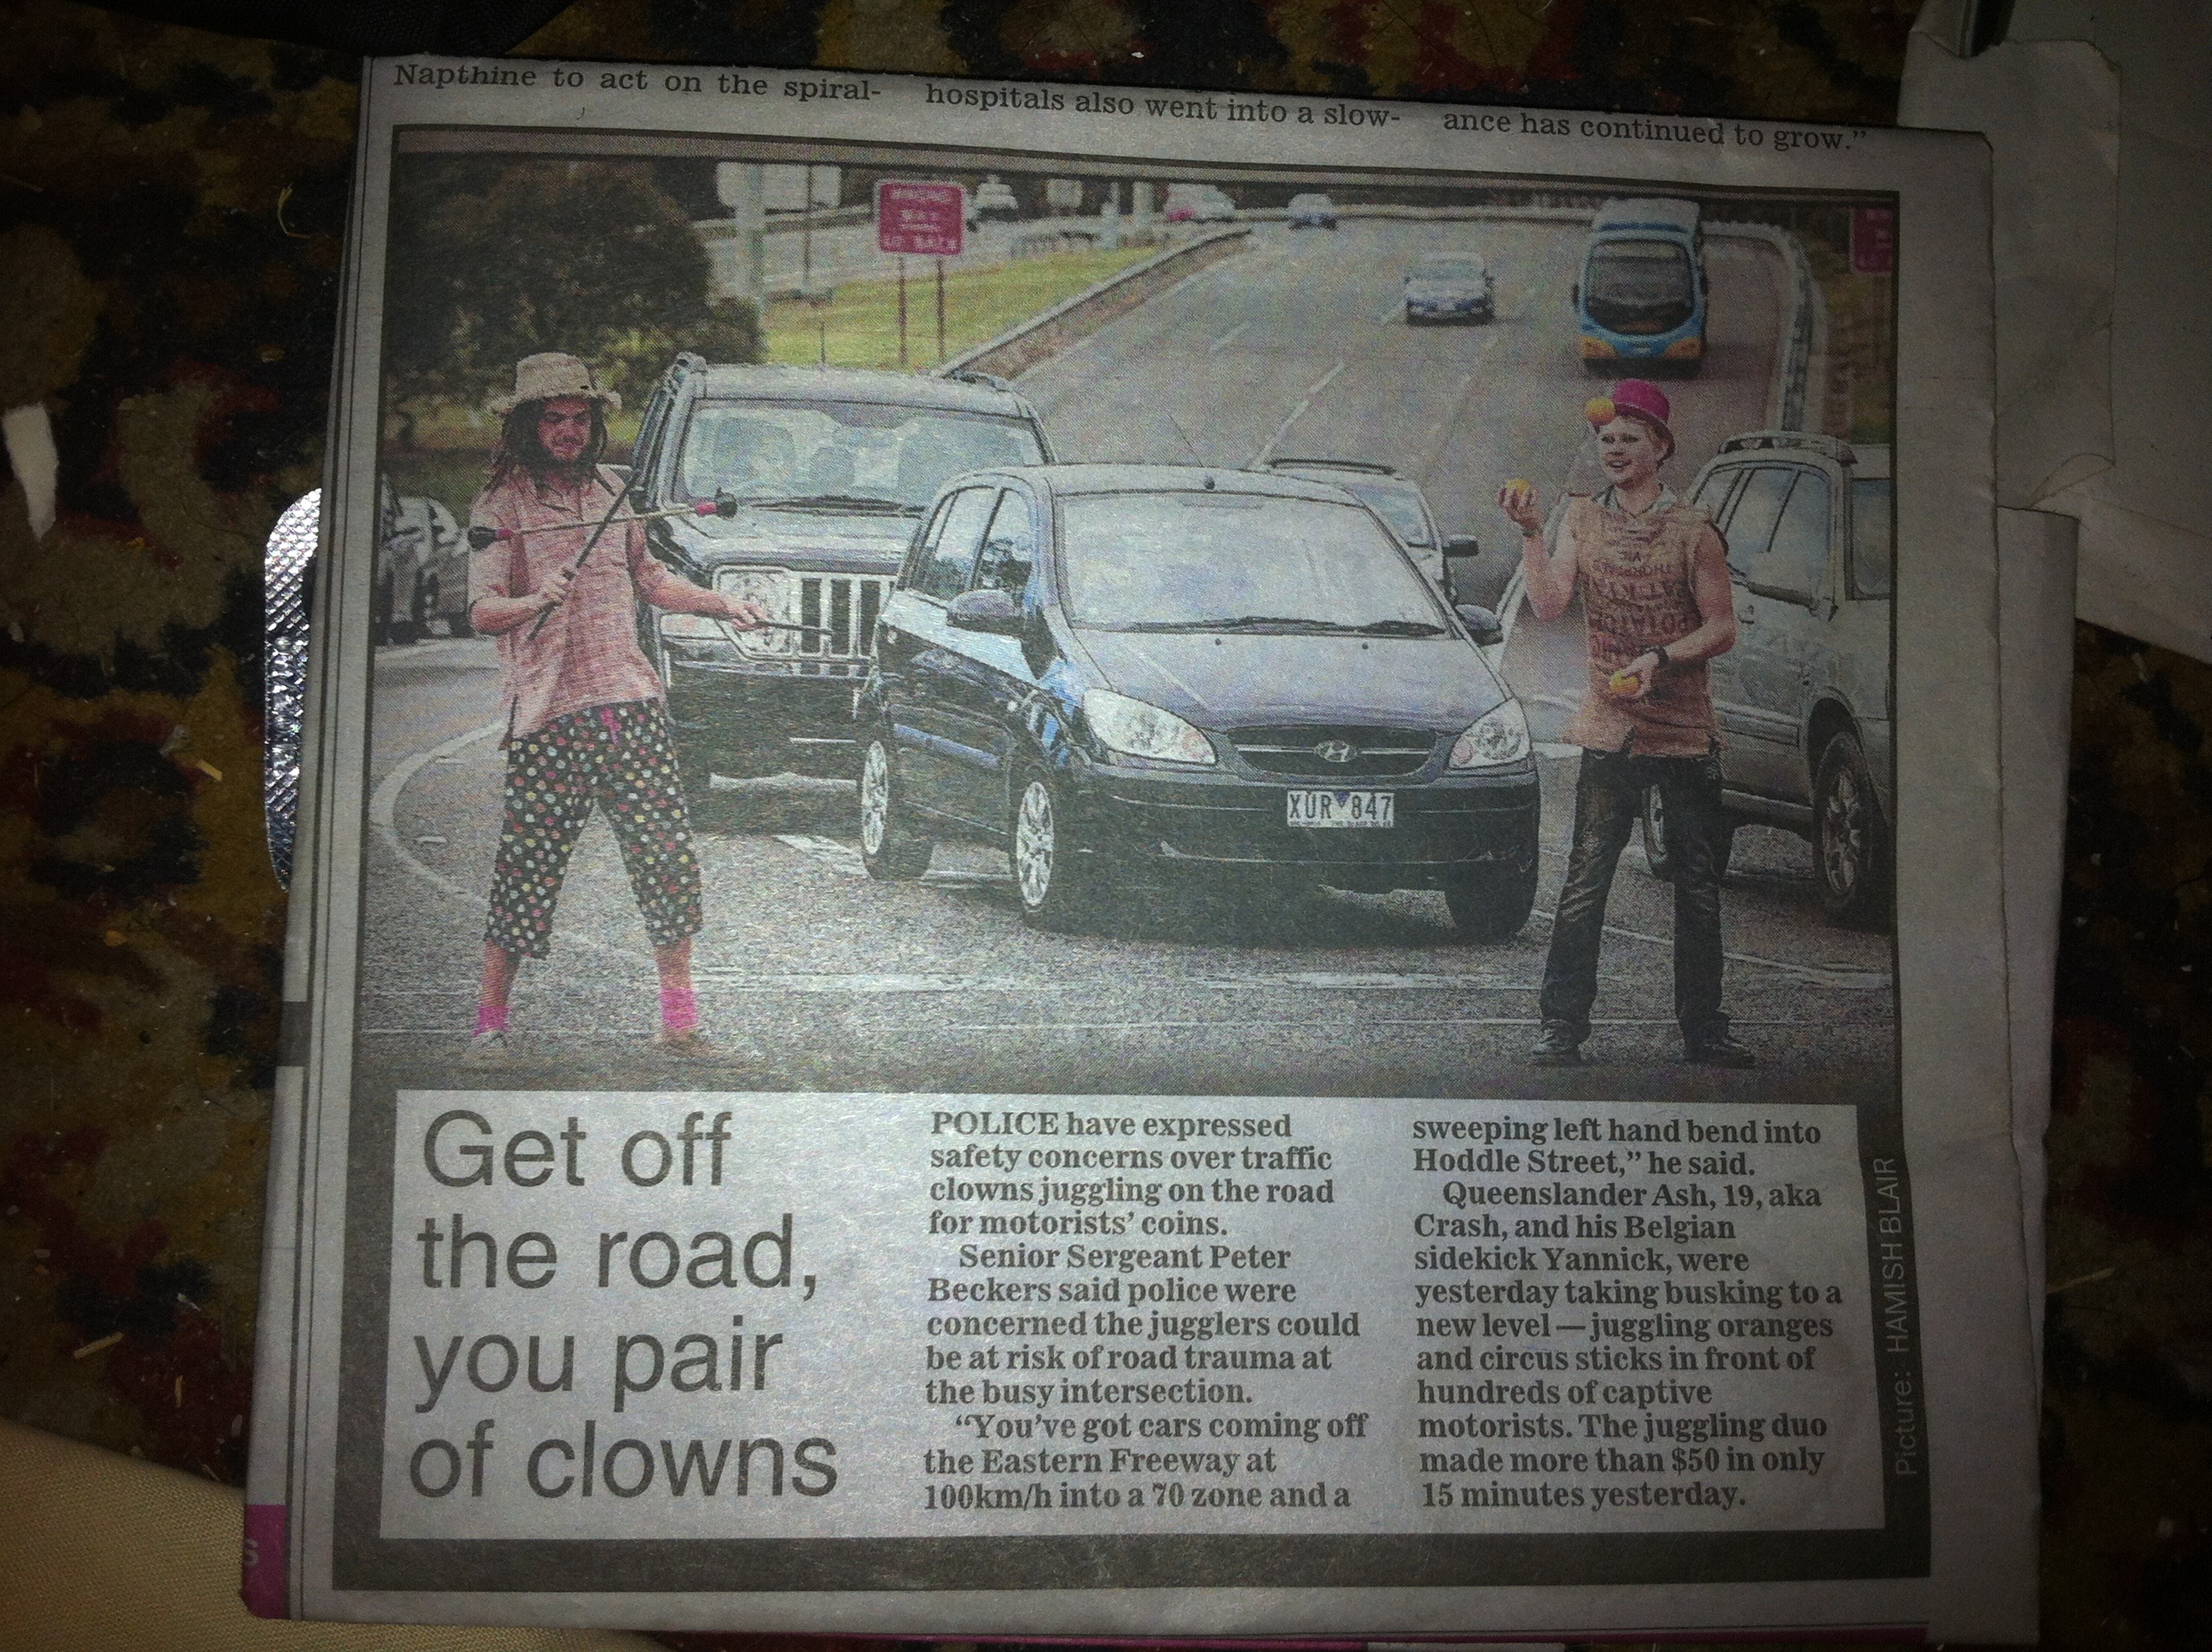 Napthine to act on the spiral-
hospitals also went into a slow-
ance has continued to grow.”
WRONG
WAY
GO BACK
XUR 847
Get off
the road,
you pair
of clowns
POLICE have expressed
safety concerns over traffic
clowns juggling on the road
for motorists’ coins.
Senior Sergeant Peter
Beckers said police were
concerned the jugglers could
be at risk of road trauma at
the busy intersection.
“You’ve got cars coming off
the Eastern Freeway at
100km/h into a 70 zone and a
sweeping left hand bend into
Hoddle Street,” he said.
Queenslander Ash, 19, aka
Crash, and his Belgian
sidekick Yannick, were
yesterday taking busking to a
new level — juggling oranges
and circus sticks in front of
hundreds of captive
motorists. The juggling duo
made more than $50 in only
15 minutes yesterday.
Picture: HAMISH BLAIR
S